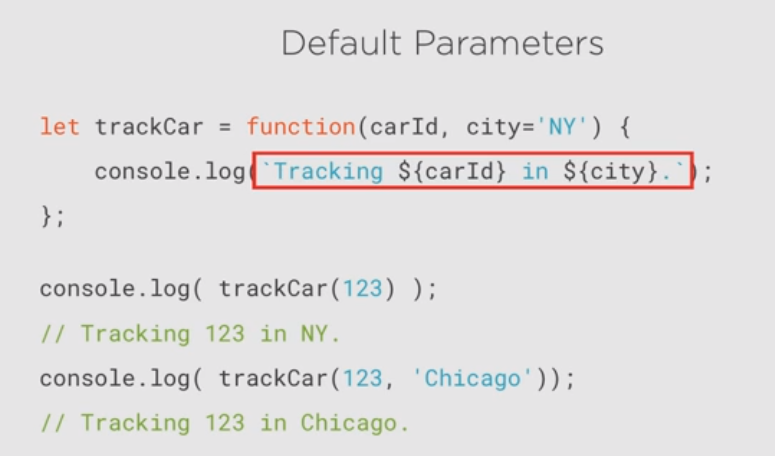 Default Parameters
let trackCar = function(carId, city='NY') {
console.log(`Tracking ${carId} in ${city}.`);
};
console.log( trackCar(123) );
// Tracking 123 in NY.
console.log( trackCar(123, 'Chicago'));
// Tracking 123 in Chicago.